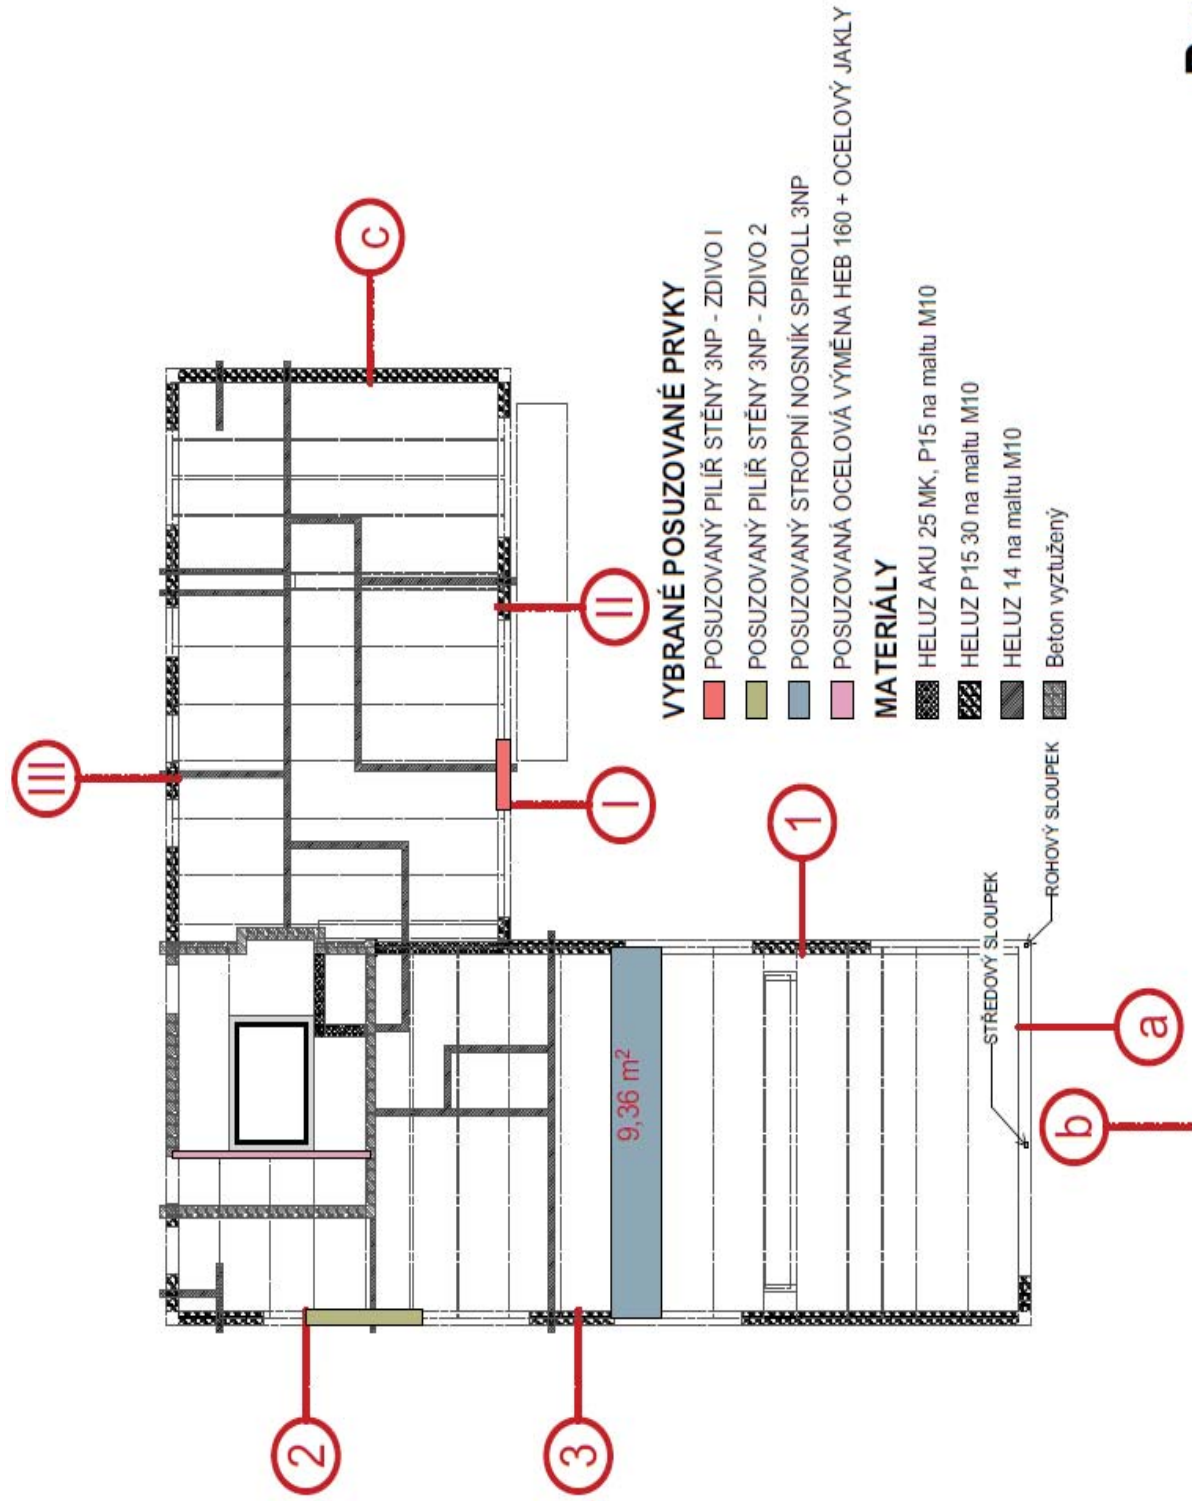 VYBRANÉ POSUZOVANÉ PRVKY
POSUZOVANÝ PILÍŘ STĚNY 3NP - ZDIVO I
POSUZOVANÝ PILÍŘ STĚNY 3NP - ZDIVO 2
POSUZOVANÝ STROPNÍ NOSNÍK SPIROLL 3NP
POSUZOVANÁ OCELOVÁ VÝMĚNA HEB 160 + OCELOVÝ JAKLY
MATERIÁLY
HELUZ AKU 25 MK, P15 na maltu M10
HELUZ P15 30 na maltu M10
HELUZ 14 na maltu M10
Beton vyztužený
STŘEDOVÝ SLOUPEK
ROHOVÝ SLOUPEK
9,36 m²
I
II
III
1
2
3
a
b
c